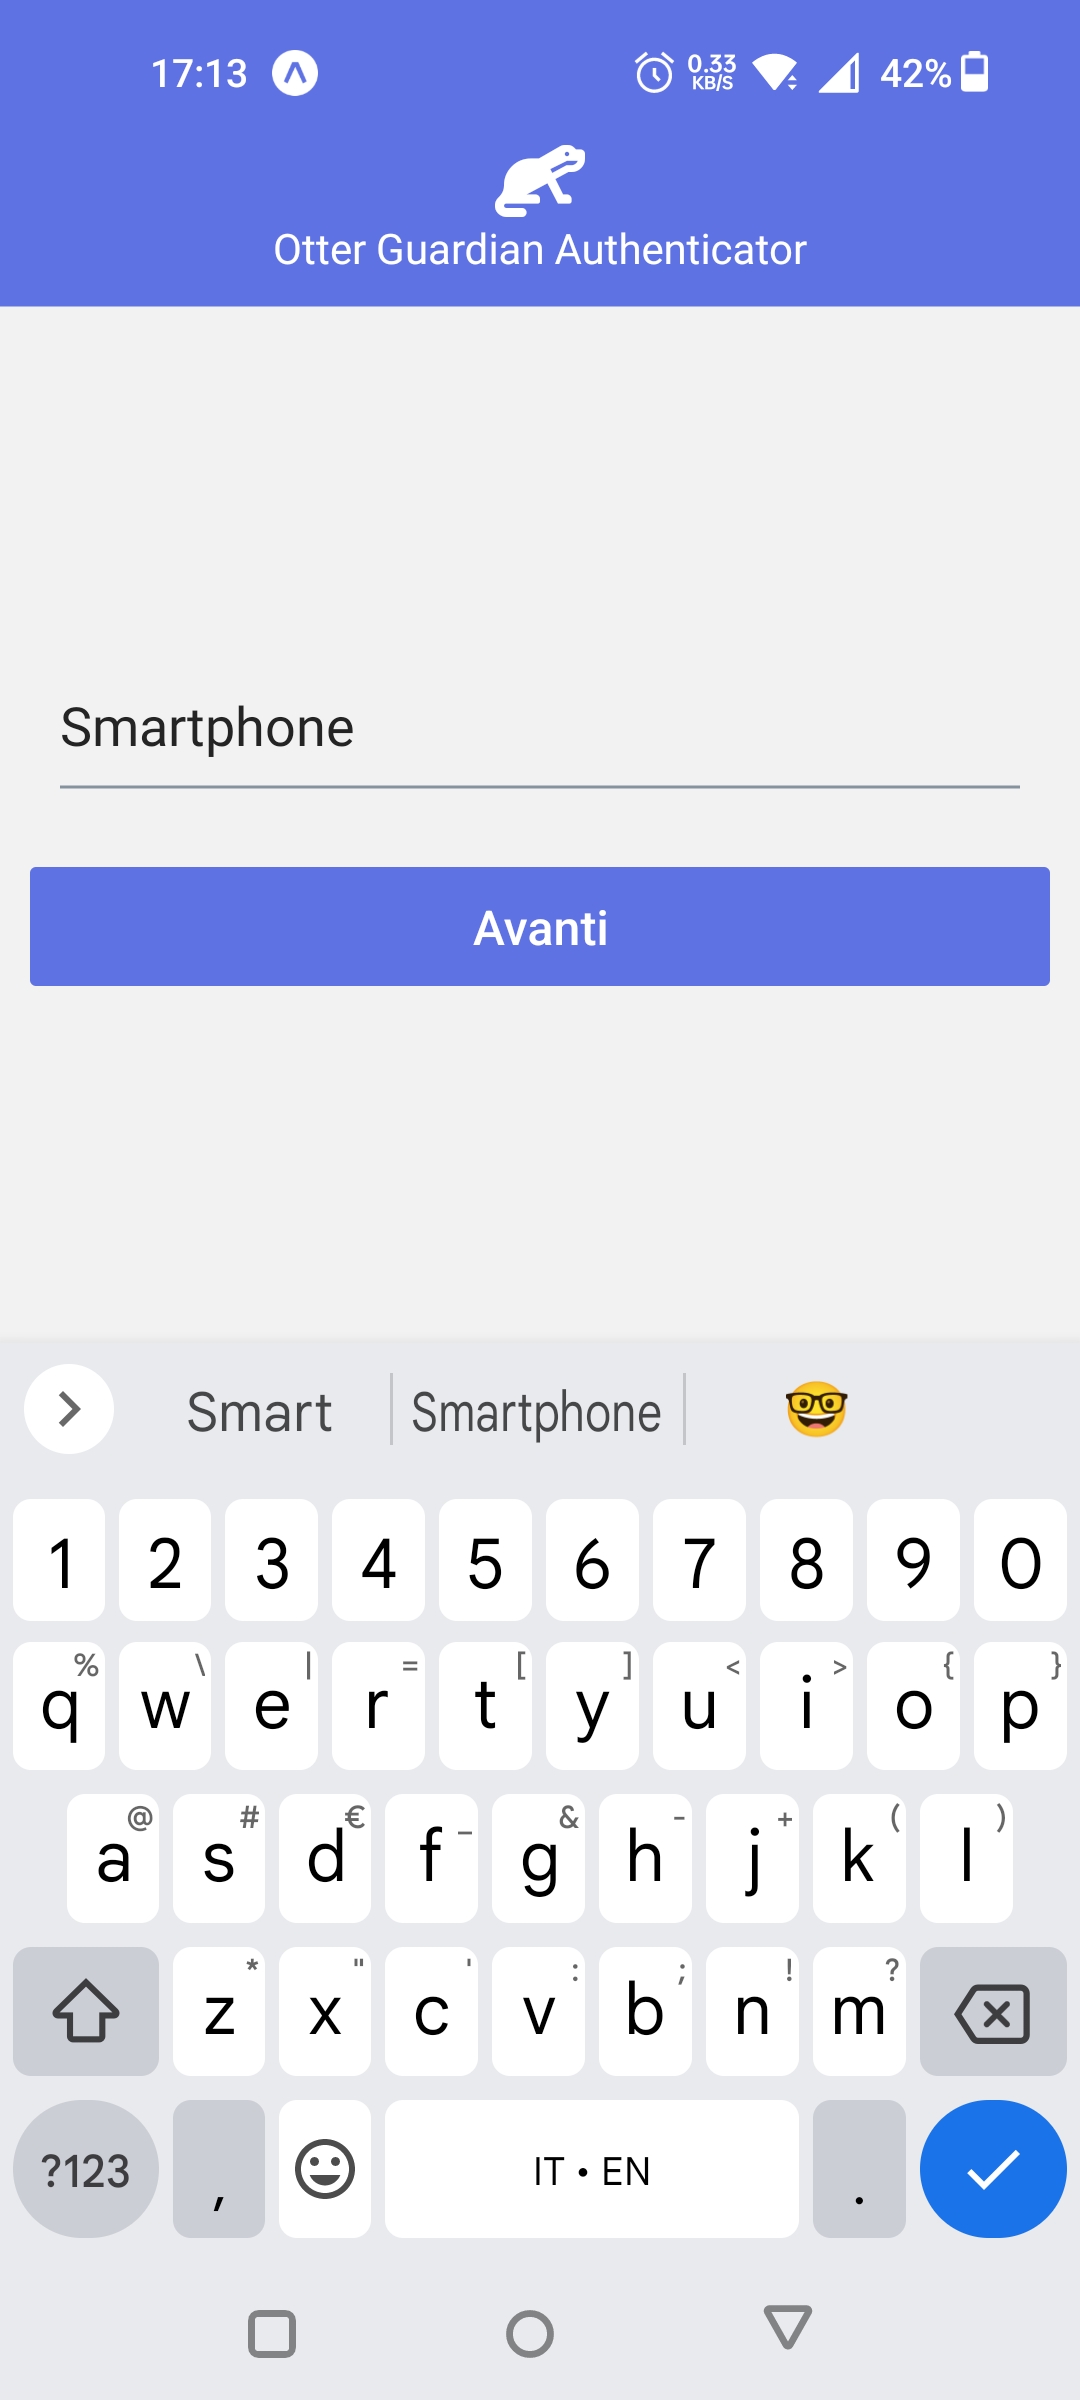 17:13
0.33
KB/S
42%
Otter Guardian Authenticator
Smartphone
Avanti
Smart Smartphone
1 2 3 4 5 6 7 8 9 0
% \ | = [ ] < > { }
q w e r t y u i o p
@ # € _ & - + ( )
a s d f g h j k l
* " ' : ; ! ?
z x c v b n m
?123 , IT • EN .